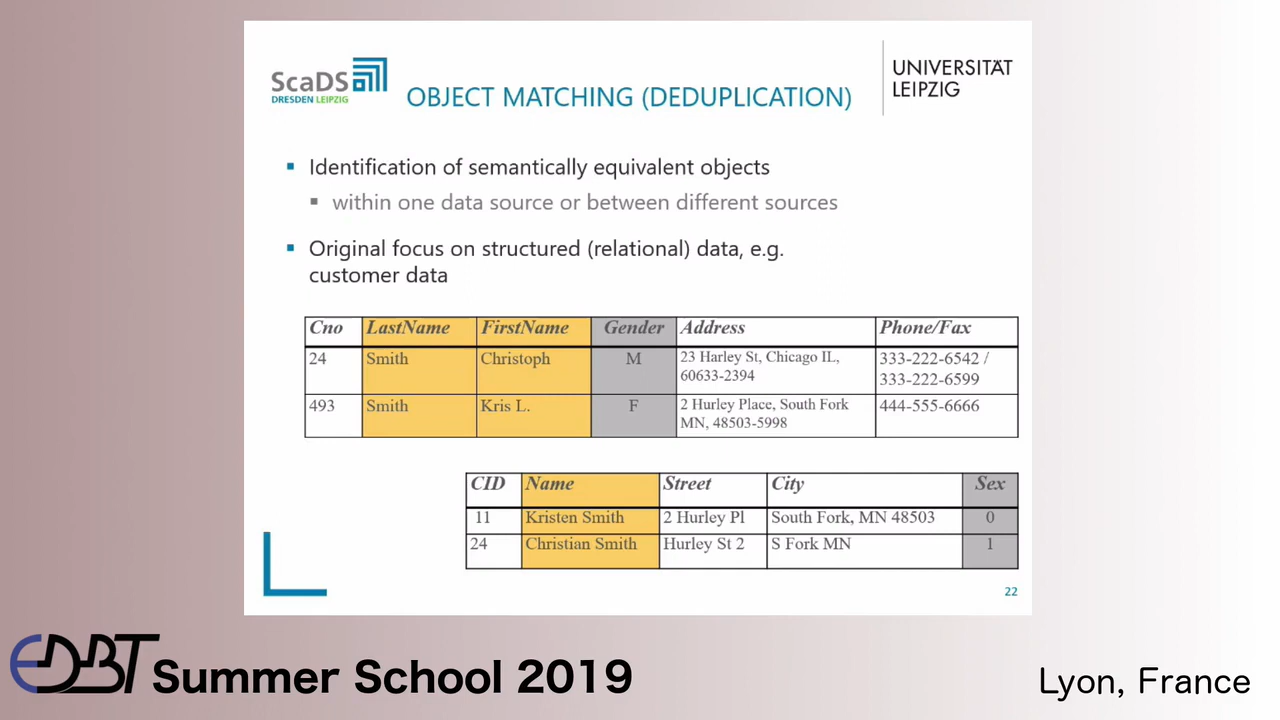 ScaDS
DRESDEN LEIPZIG
OBJECT MATCHING (DEDUPLICATION)
UNIVERSITÄT
LEIPZIG
▪ Identification of semantically equivalent objects
▪ within one data source or between different sources
▪ Original focus on structured (relational) data, e.g.
customer data
Cno LastName FirstName Gender Address Phone/Fax
24 Smith Christoph M 23 Harley St, Chicago IL, 333-222-6542 /
60633-2394 333-222-6599
493 Smith Kris L. F 2 Hurley Place, South Fork 444-555-6666
MN, 48503-5998
CID Name Street City Sex
11 Kristen Smith 2 Hurley Pl South Fork, MN 48503 0
24 Christian Smith Hurley St 2 S Fork MN 1
22
EDBT Summer School 2019
Lyon, France